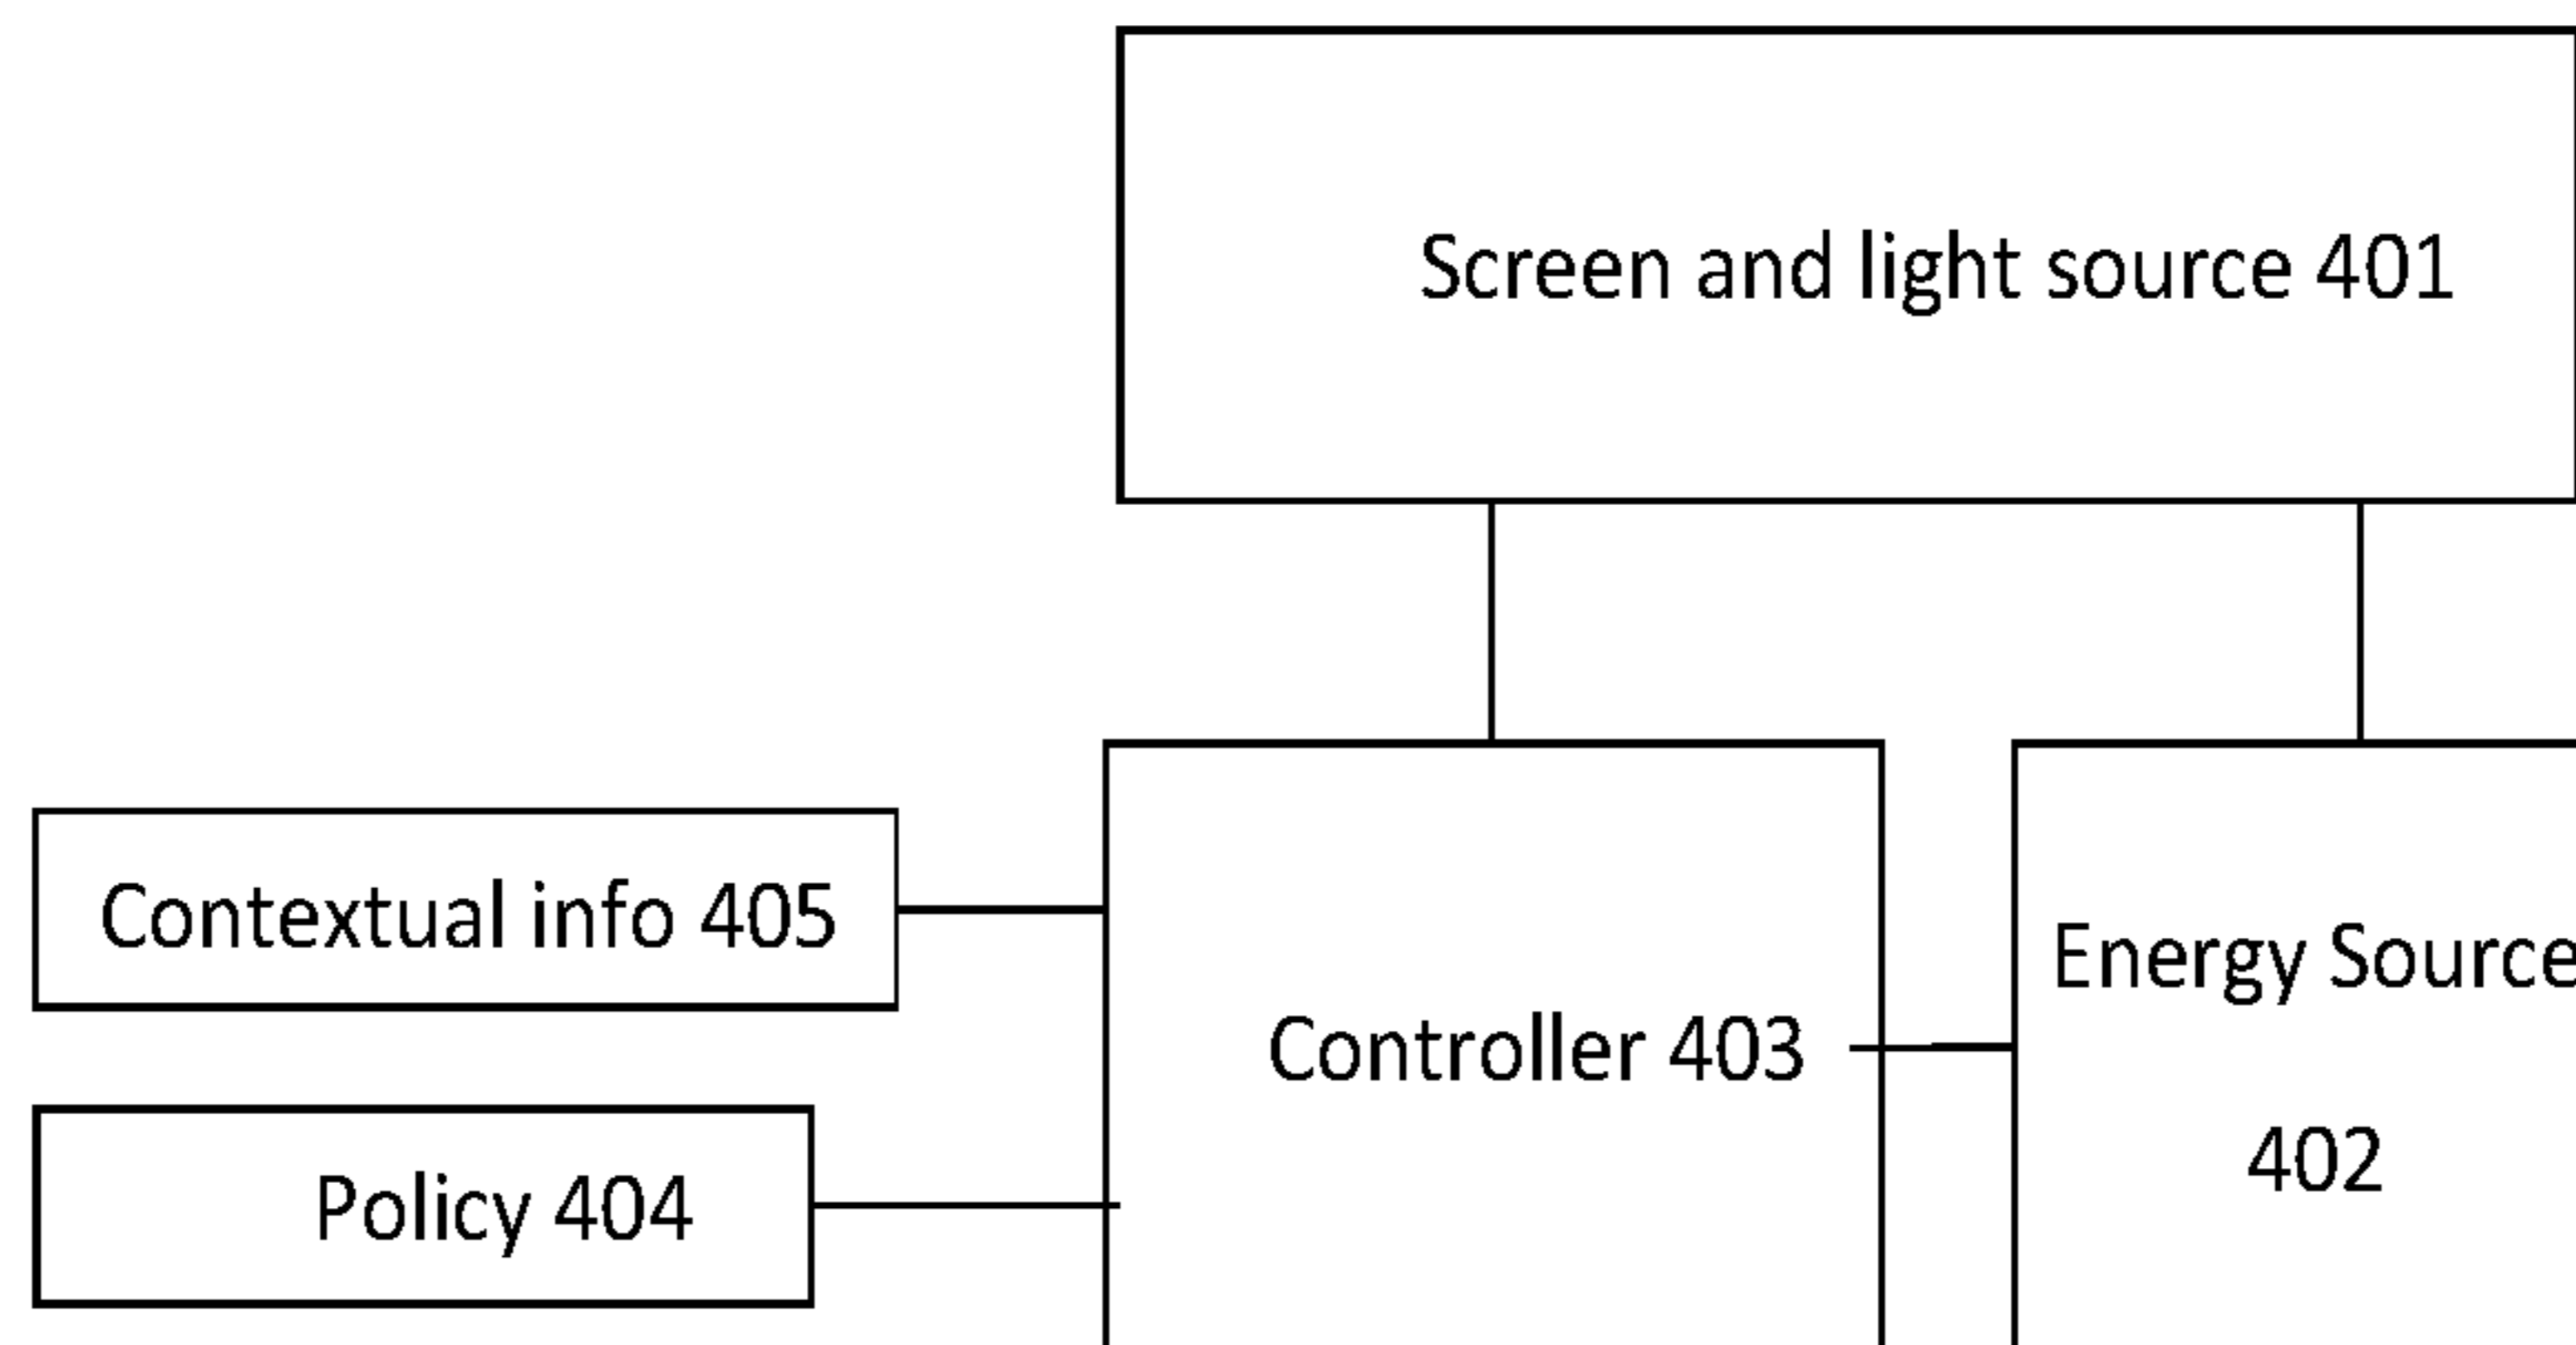 Screen and light source 401
Contextual info 405
Energy Source
Controller 403
402
Policy 404